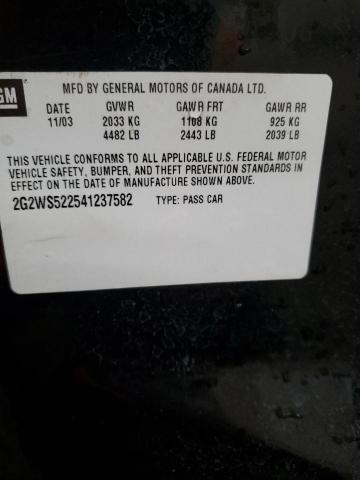 GM
MFD BY GENERAL MOTORS OF CANADA LTD.
DATE GVWR GAWR FRT GAWR RR
11/03 2033 KG 1108 KG 925 KG
4482 LB 2443 LB 2039 LB
THIS VEHICLE CONFORMS TO ALL APPLICABLE U.S. FEDERAL MOTOR
VEHICLE SAFETY, BUMPER, AND THEFT PREVENTION STANDARDS IN
EFFECT ON THE DATE OF MANUFACTURE SHOWN ABOVE.
2G2WS522541237582 TYPE: PASS CAR